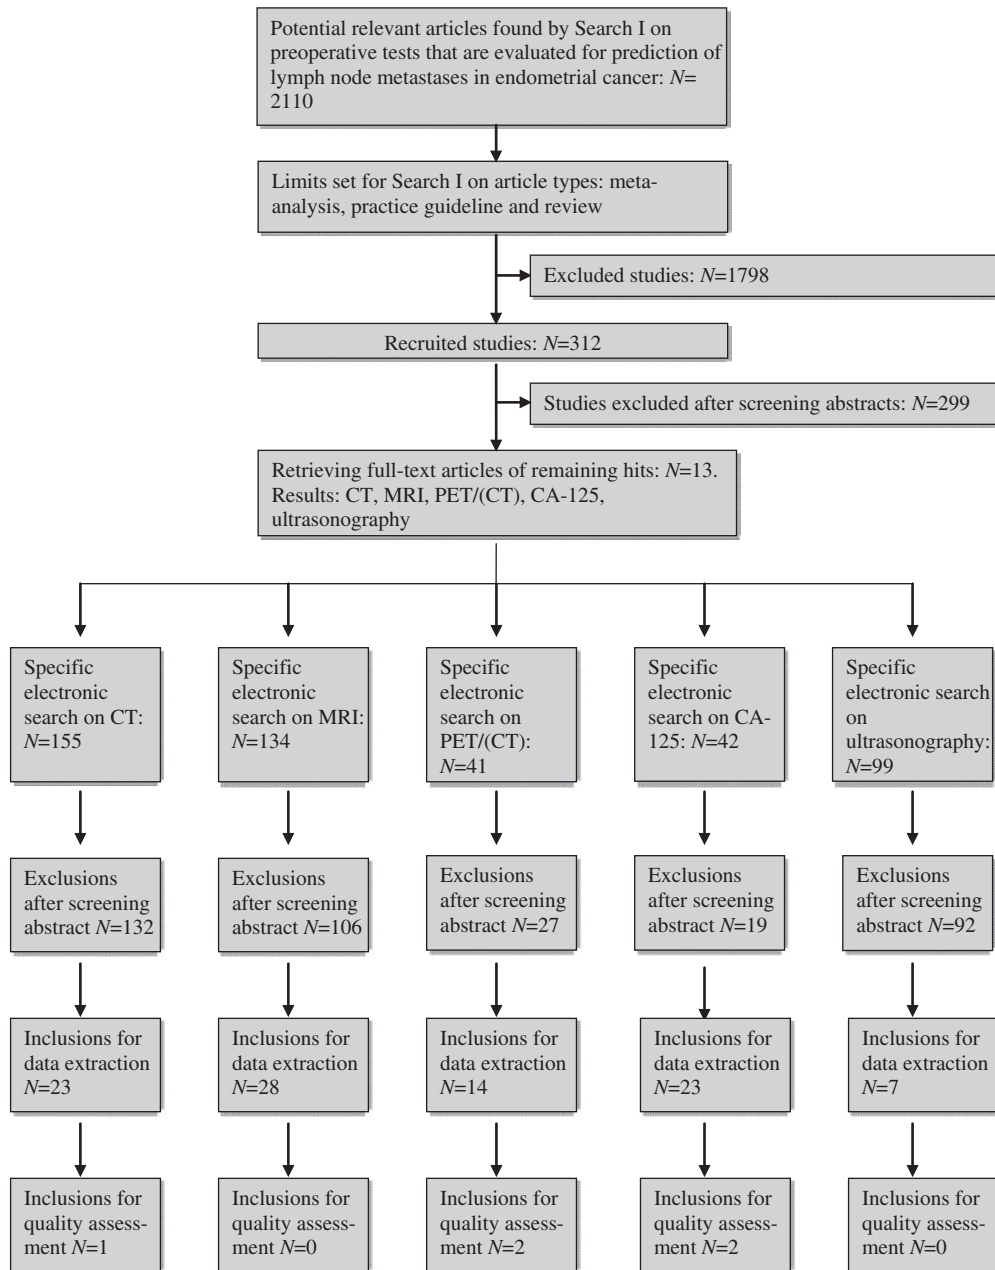 Potential relevant articles found by Search I on
preoperative tests that are evaluated for prediction of
lymph node metastases in endometrial cancer: N=
2110
Limits set for Search I on article types: meta-
analysis, practice guideline and review
Excluded studies: N=1798
Recruited studies: N=312
Studies excluded after screening abstracts: N=299
Retrieving full-text articles of remaining hits: N=13.
Results: CT, MRI, PET/(CT), CA-125,
ultrasonography
Specific
electronic
search on CT:
N=155
Specific
electronic
search on MRI:
N=134
Specific
electronic
search on
PET/(CT):
N=41
Specific
electronic
search on CA-
125: N=42
Specific
electronic search
on
ultrasonography:
N=99
Exclusions
after screening
abstract N=132
Exclusions
after screening
abstract N=106
Exclusions
after screening
abstract N=27
Exclusions
after screening
abstract N=19
Exclusions
after screening
abstract N=92
Inclusions for
data extraction
N=23
Inclusions for
data extraction
N=28
Inclusions for
data extraction
N=14
Inclusions for
data extraction
N=23
Inclusions for
data extraction
N=7
Inclusions for
quality assess-
ment N=1
Inclusions for
quality assess-
ment N=0
Inclusions for
quality assess-
ment N=2
Inclusions for
quality assess-
ment N=2
Inclusions for
quality assess-
ment N=0